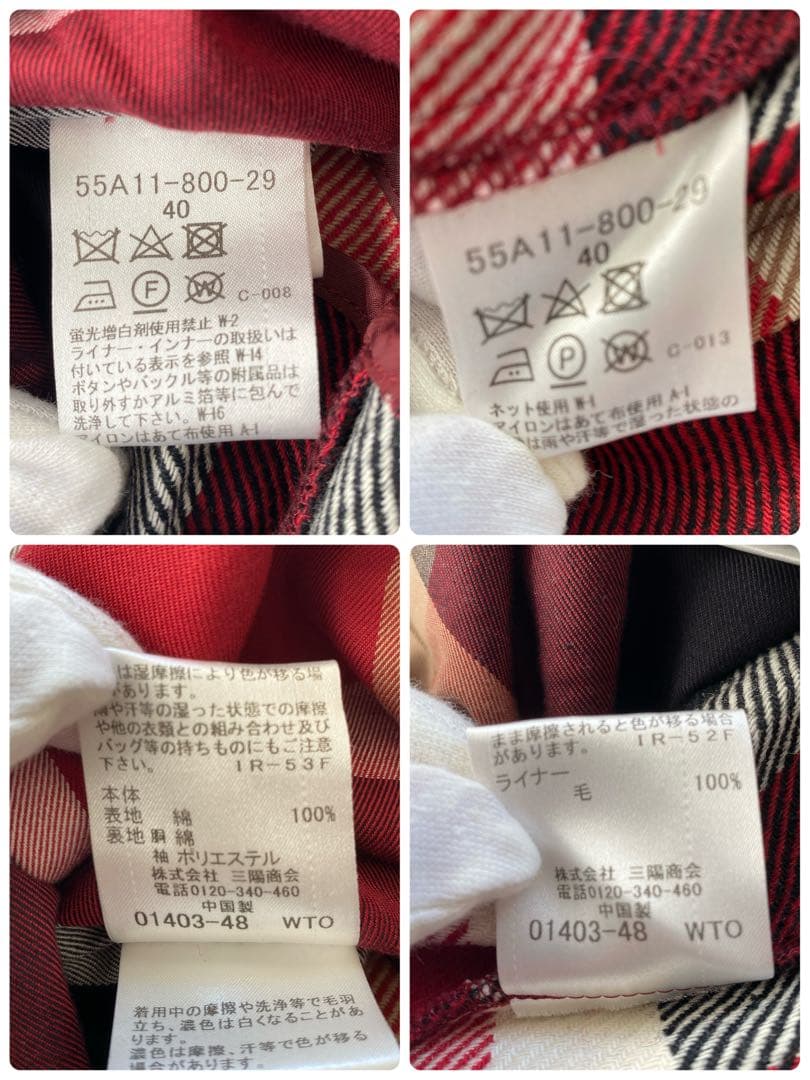 55A11-800-29
40
F W C-008
蛍光増白剤使用禁止 W-2
ライナー・インナーの取扱いは
付いている表示を参照 W-14
ボタンやバックル等の附属品は
取り外すかアルミ箔等に包んで
洗浄して下さい。W-16
アイロンはあて布使用 A-1
55A11-800-29
40
P W C-013
ネット使用 W-1
アイロンはあて布使用 A-1
は雨や汗等で湿った状態の
は湿摩擦により色が移る場
があります。
雨や汗等の湿った状態での摩擦
や他の衣類との組み合わせ及び
バッグ等の持ちものにもご注意
下さい。 IR-53F
本体
表地 綿 100%
裏地 胴 綿
袖 ポリエステル
株式会社 三陽商会
電話0120-340-460
中国製
01403-48 WTO
着用中の摩擦や洗浄等で毛羽
立ち、濃色は白くなることがあ
ります。
濃色は摩擦、汗等で色が移る
場合があります。
まま摩擦されると色が移る場合
があります。 IR-52F
ライナー
毛 100%
株式会社 三陽商会
電話0120-340-460
中国製
01403-48 WTO